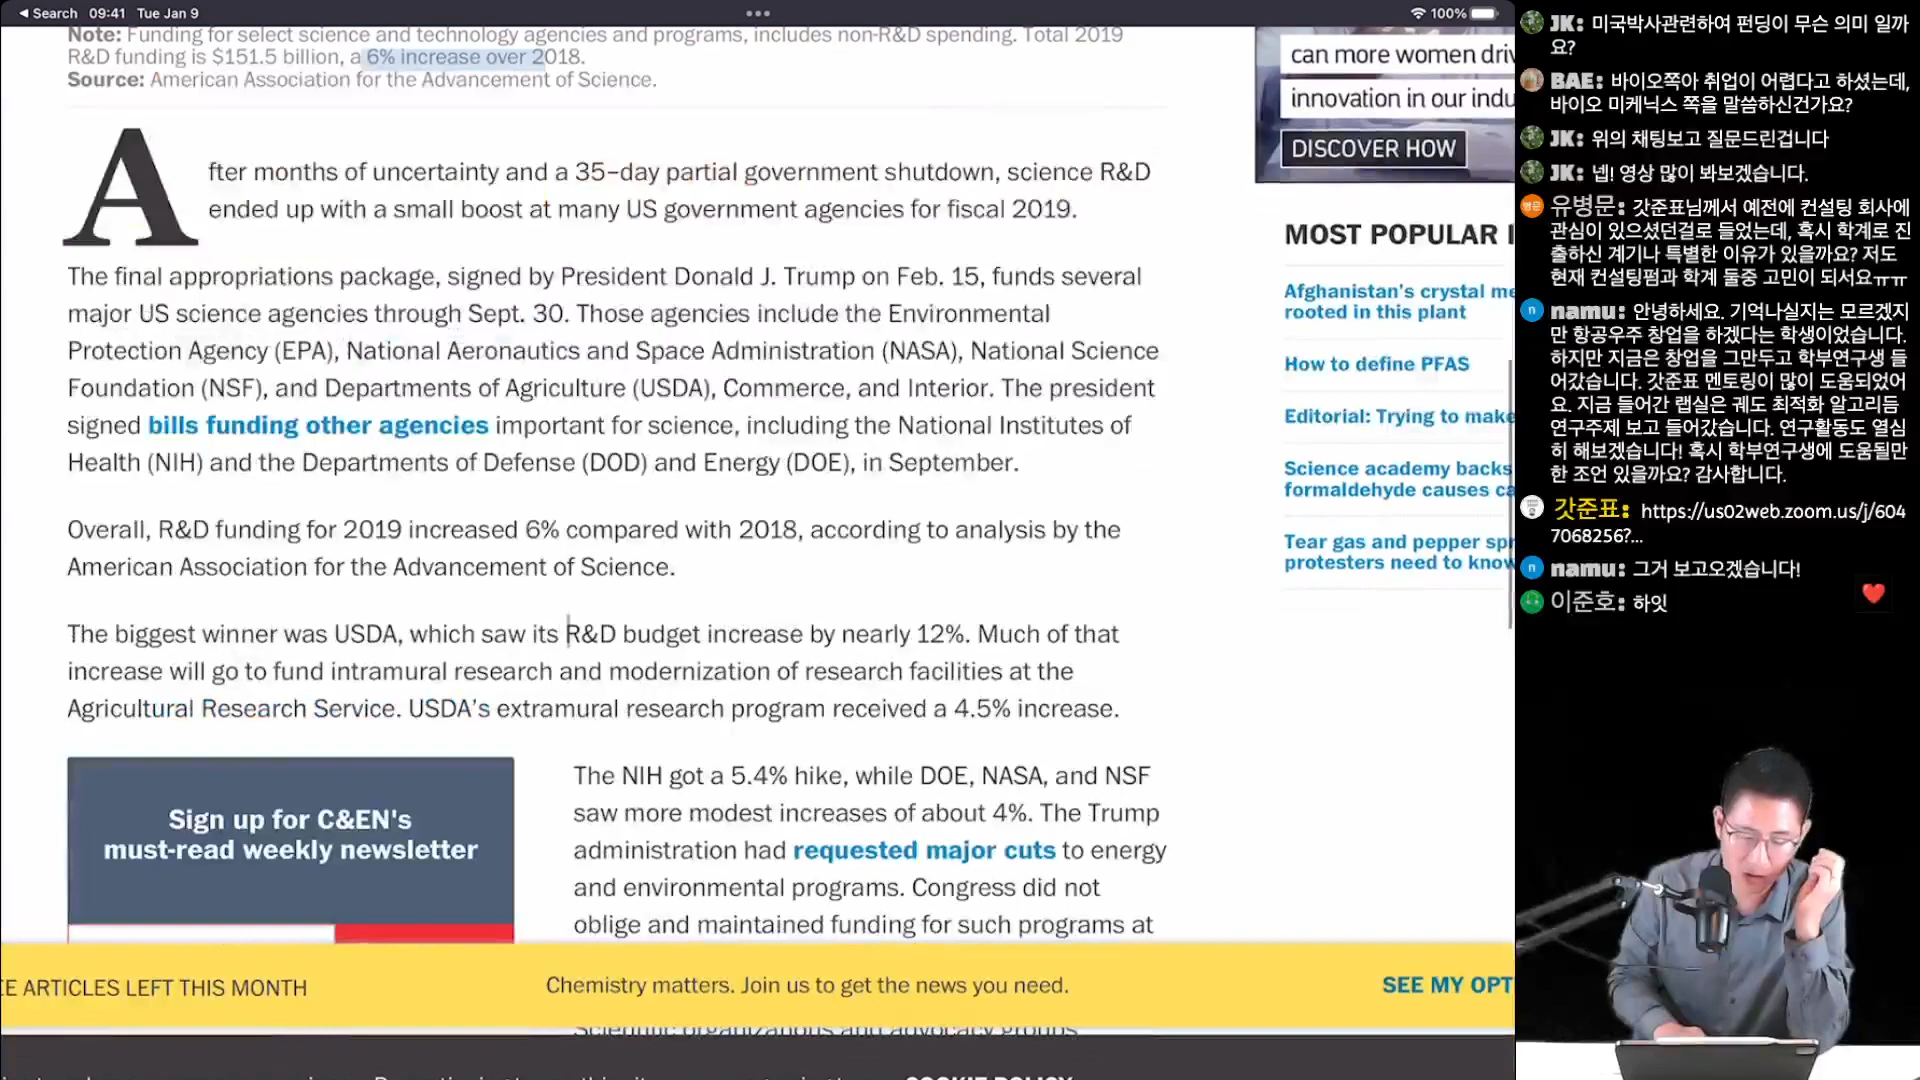 ◀ Search 09:41 Tue Jan 9
100%
Note: Funding for select science and technology agencies and programs, includes non-R&D spending. Total 2019
R&D funding is $151.5 billion, a 6% increase over 2018.
Source: American Association for the Advancement of Science.
After months of uncertainty and a 35-day partial government shutdown, science R&D
ended up with a small boost at many US government agencies for fiscal 2019.
The final appropriations package, signed by President Donald J. Trump on Feb. 15, funds several
major US science agencies through Sept. 30. Those agencies include the Environmental
Protection Agency (EPA), National Aeronautics and Space Administration (NASA), National Science
Foundation (NSF), and Departments of Agriculture (USDA), Commerce, and Interior. The president
signed bills funding other agencies important for science, including the National Institutes of
Health (NIH) and the Departments of Defense (DOD) and Energy (DOE), in September.
Overall, R&D funding for 2019 increased 6% compared with 2018, according to analysis by the
American Association for the Advancement of Science.
The biggest winner was USDA, which saw its R&D budget increase by nearly 12%. Much of that
increase will go to fund intramural research and modernization of research facilities at the
Agricultural Research Service. USDA's extramural research program received a 4.5% increase.
Sign up for C&EN's
must-read weekly newsletter
The NIH got a 5.4% hike, while DOE, NASA, and NSF
saw more modest increases of about 4%. The Trump
administration had requested major cuts to energy
and environmental programs. Congress did not
oblige and maintained funding for such programs at
Scientific organizations and advocacy groups
E ARTICLES LEFT THIS MONTH
Chemistry matters. Join us to get the news you need.
SEE MY OPT
COOKIE POLICY
can more women driv
innovation in our indu
DISCOVER HOW
MOST POPULAR I
Afghanistan's crystal me
rooted in this plant
How to define PFAS
Editorial: Trying to make
Science academy backs
formaldehyde causes ca
Tear gas and pepper spr
protesters need to know
JK: 미국박사관련하여 펀딩이 무슨 의미 일까
요?
BAE: 바이오쪽아 취업이 어렵다고 하셨는데,
바이오 미케닉스 쪽을 말씀하신건가요?
JK: 위의 채팅보고 질문드린겁니다
JK: 넵! 영상 많이 봐보겠습니다.
유병문: 갓준표님께서 예전에 컨설팅 회사에
관심이 있으셨던걸로 들었는데, 혹시 학계로 진
출하신 계기나 특별한 이유가 있을까요? 저도
현재 컨설팅펌과 학계 둘중 고민이 되서요ㅠㅠ
namu: 안녕하세요. 기억나실지는 모르겠지
만 항공우주 창업을 하겠다는 학생이었습니다.
하지만 지금은 창업을 그만두고 학부연구생 들
어갔습니다. 갓준표 멘토링이 많이 도움되었어
요. 지금 들어간 랩실은 궤도 최적화 알고리듬
연구주제 보고 들어갔습니다. 연구활동도 열심
히 해보겠습니다! 혹시 학부연구생에 도움될만
한 조언 있을까요? 감사합니다.
갓준표: https://us02web.zoom.us/j/604
7068256?...
namu: 그거 보고오겠습니다!
이준호: 하잇